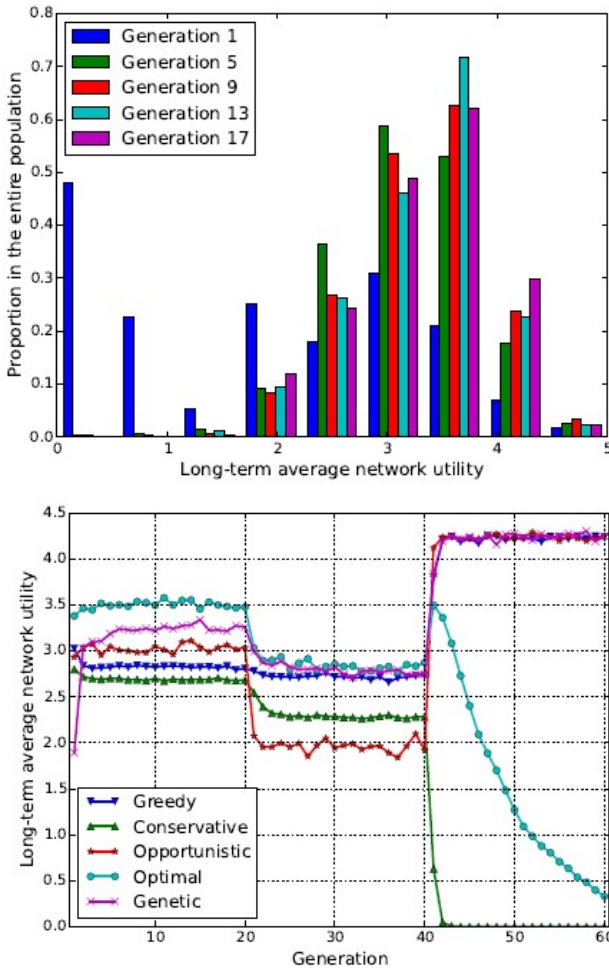 0.8
0.7
0.6
0.5
0.4
0.3
0.2
0.1
0.0
Proportion in the entire population
Generation 1
Generation 5
Generation 9
Generation 13
Generation 17
0 1 2 3 4 5
Long-term average network utility
4.5
4.0
3.5
3.0
2.5
2.0
1.5
1.0
0.5
0.0
Long-term average network utility
Greedy
Conservative
Opportunistic
Optimal
Genetic
10 20 30 40 50 60
Generation